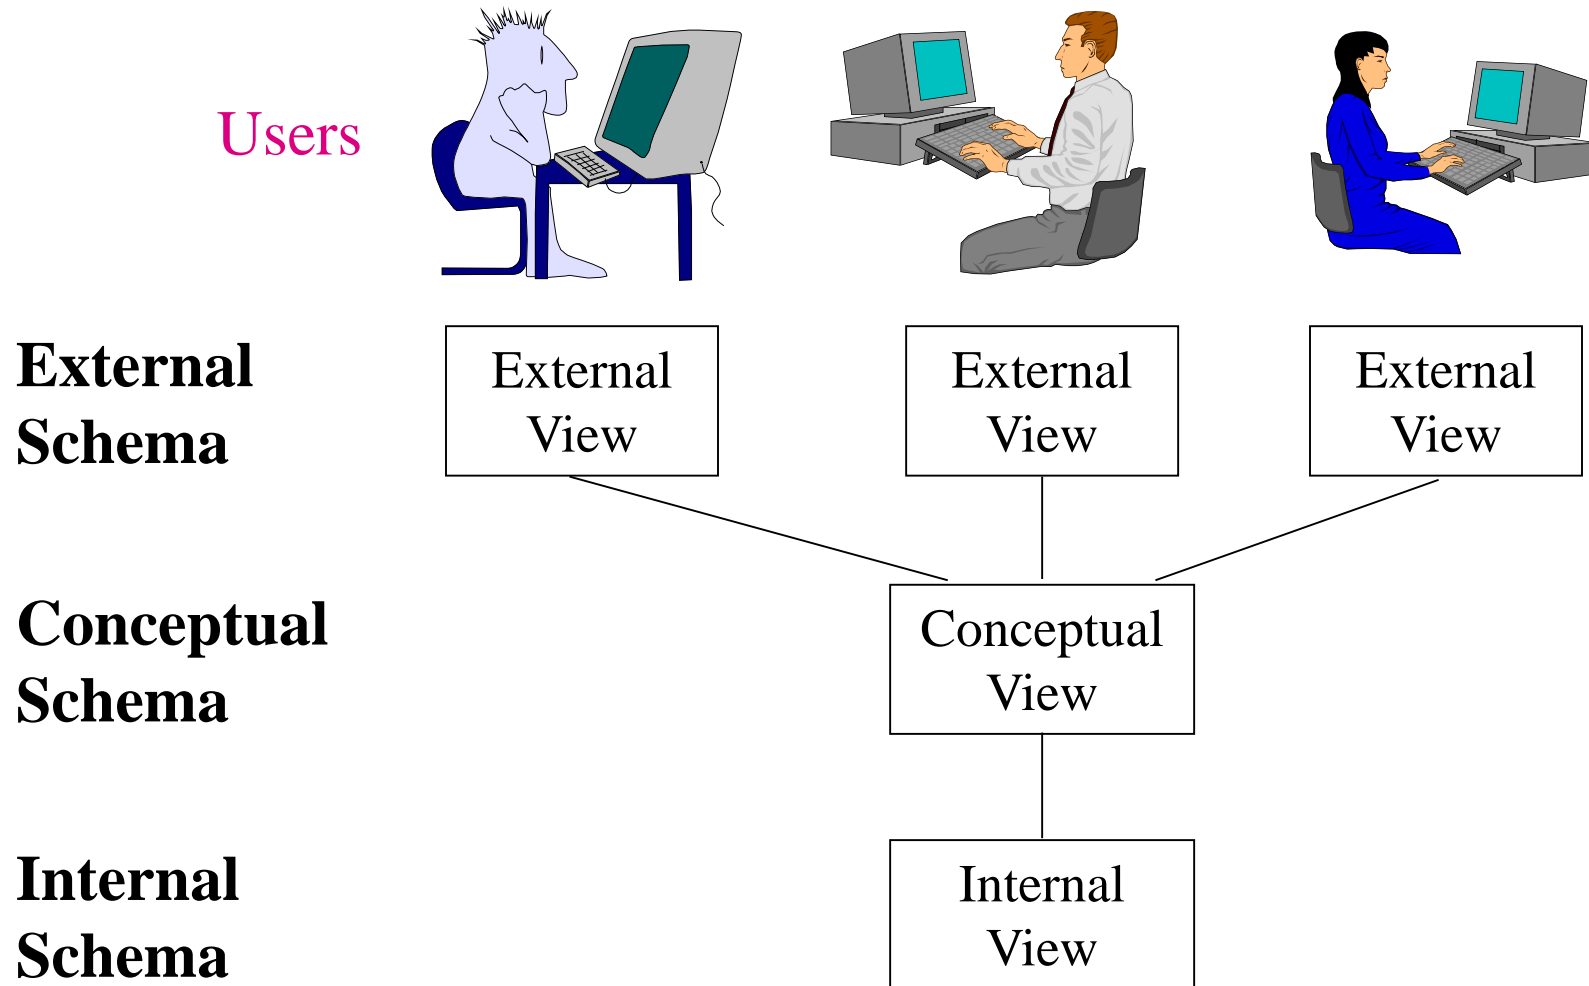 Users
External
Schema
External
View
External
View
External
View
Conceptual
Schema
Conceptual
View
Internal
Schema
Internal
View